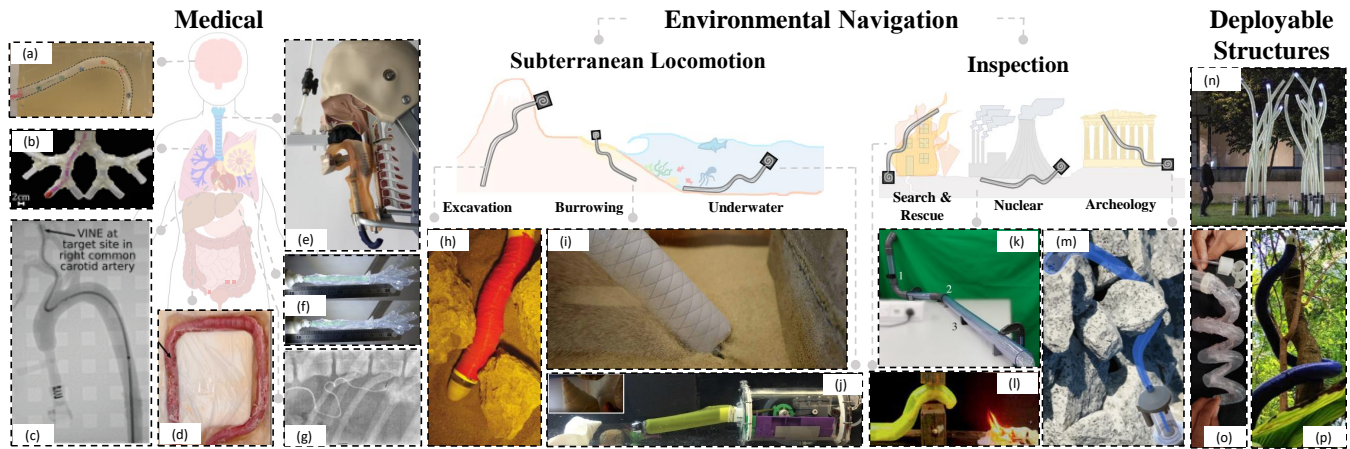 Medical
Environmental Navigation
Deployable
Structures
Subterranean Locomotion
Inspection
(a)
(b)
2cm
VINE at
target site in
right common
carotid artery
(c)
(d)
(e)
(f)
(g)
Excavation
Burrowing
Underwater
Search &
Rescue
Nuclear
Archeology
(h)
(i)
(j)
(k)
1
2
3
(l)
(m)
(n)
(o)
(p)